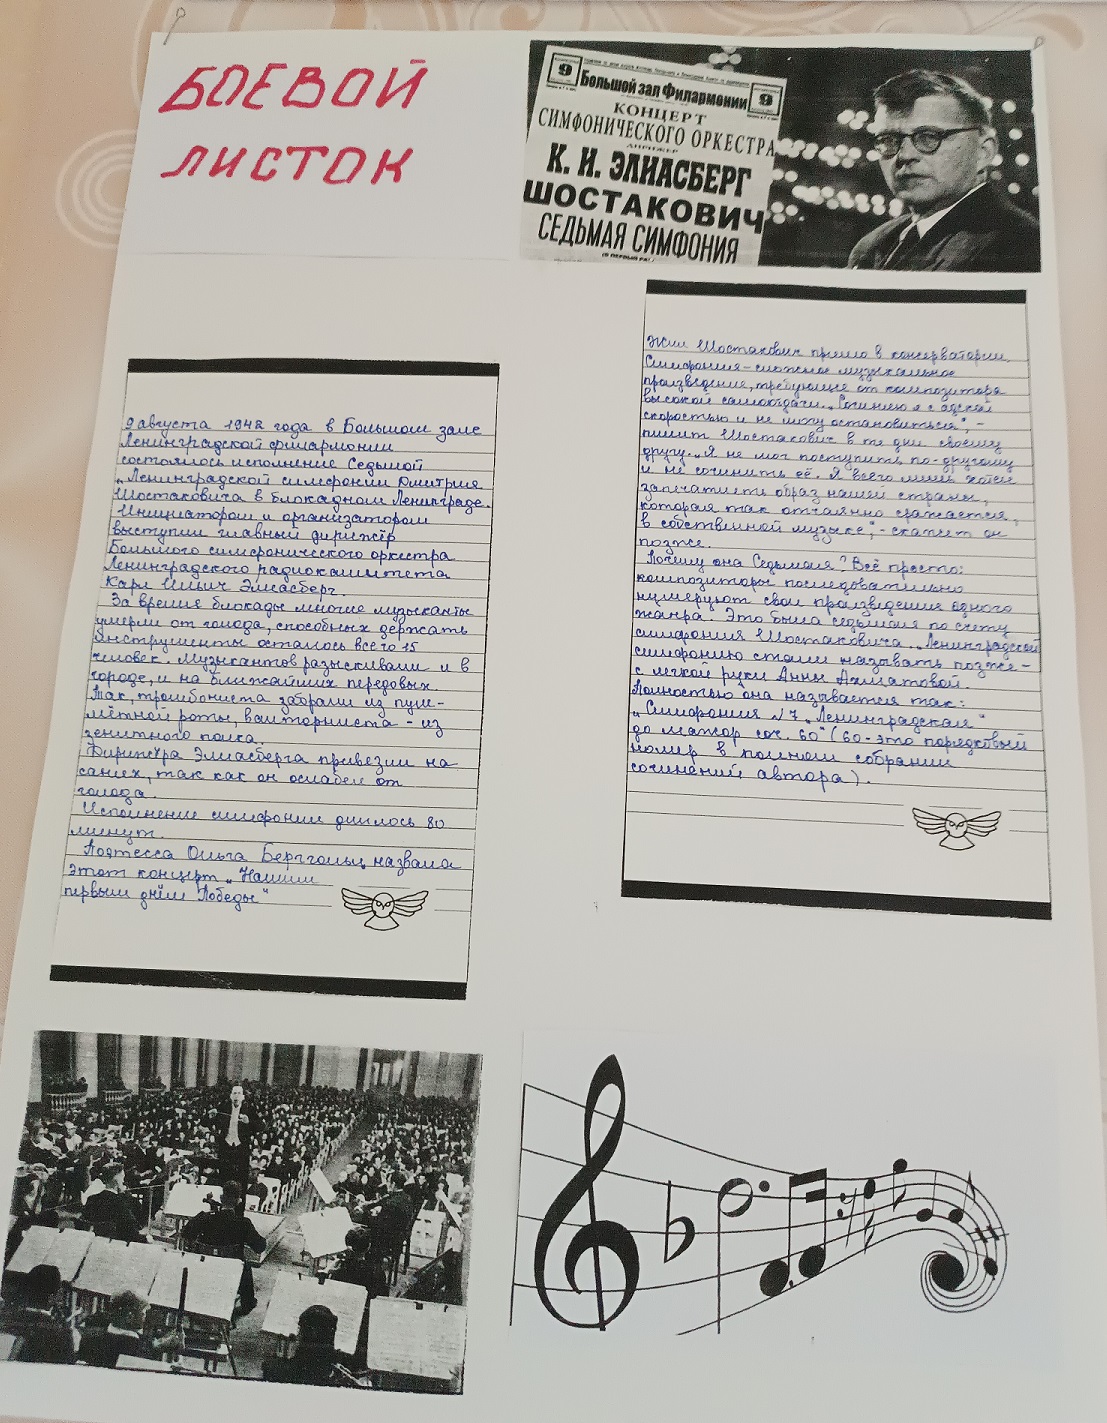 БОЕВОЙ
ЛИСТОК
9
Большой зал Филармонии
9
КОНЦЕРТ
СИМФОНИЧЕСКОГО ОРКЕСТРА
ДИРИЖЕР
К. И. ЭЛИАСБЕРГ
ШОСТАКОВИЧ
СЕДЬМАЯ СИМФОНИЯ
9 августа 1942 года в Большом зале
Ленинградской филармонии
состоялось исполнение Седьмой
„Ленинградской симфонии Дмитрия
Шостаковича в блокадном Ленинграде.
Инициатором и организатором
выступил главный дирижёр
Большого симфонического оркестра
Ленинградского радиокомитета
Карл Ильич Элиасберг.
За время блокады многие музыканты
умерли от голода, способных держать
инструменты осталось всего 15
человек. Музыкантов разыскивали и в
городе, и на ближайших передовых.
Так, тромбониста забрали из пуле-
мётной роты, валторниста - из
зенитного полка.
Дирижёра Элиасберга привезли на
санях, так как он ослабел от
голода.
Исполнение симфонии длилось 80
минут.
Поэтесса Ольга Берггольц назвала
этот концерт „Нашим
первым днём Победы"
Жил Шостакович прямо в консерватории.
Симфония - сложное музыкальное
произведение, требующее от композитора
высокой самоотдачи. „Сочиняю я с адской
скоростью и не могу остановиться", -
пишет Шостакович в те дни своему
другу. „Я не мог поступить по-другому
и не сочинить её. Я всего лишь хотел
запечатлеть образ нашей страны,
которая так отчаянно сражается,
в собственной музыке", - скажет он
позже.
Почему она Седьмая? Всё просто:
композиторы последовательно
нумеруют свои произведения одного
жанра. Это была седьмая по счёту
симфония Шостаковича. „Ленинградской
симфонию стали называть позже -
с лёгкой руки Анны Ахматовой.
Полностью она называется так:
„Симфония №7 „Ленинградская"
до мажор соч. 60" (60-это порядковый
номер в полном собрании
сочинений автора).